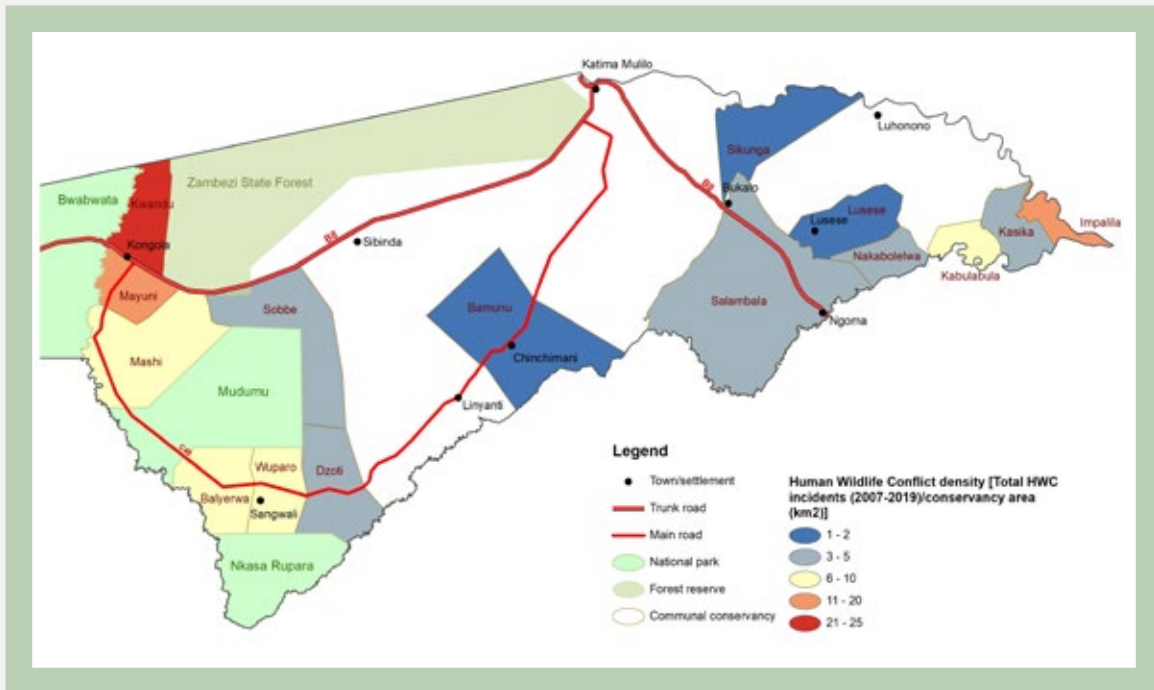 Katima Mulilo
Luhonono
Sikunga
Zambezi State Forest
Bwabwata
Kwandu
B8
Bukalo
Lusese
Lusese
Impalila
Kasika
Kongola
B8
Sibinda
Nakabolelwa
Kabulabula
Mayuni
Sobbe
Bamunu
Salambala
Ngoma
Mashi
Chinchimani
Mudumu
Linyanti
Wuparo
Dzoti
Balyerwa
Sangwali
Nkasa Rupara
Legend
Town/settlement
Trunk road
Main road
National park
Forest reserve
Communal conservancy
Human Wildlife Conflict density [Total HWC
incidents (2007-2019)/conservancy area
(km2)]
1 - 2
3 - 5
6 - 10
11 - 20
21 - 25